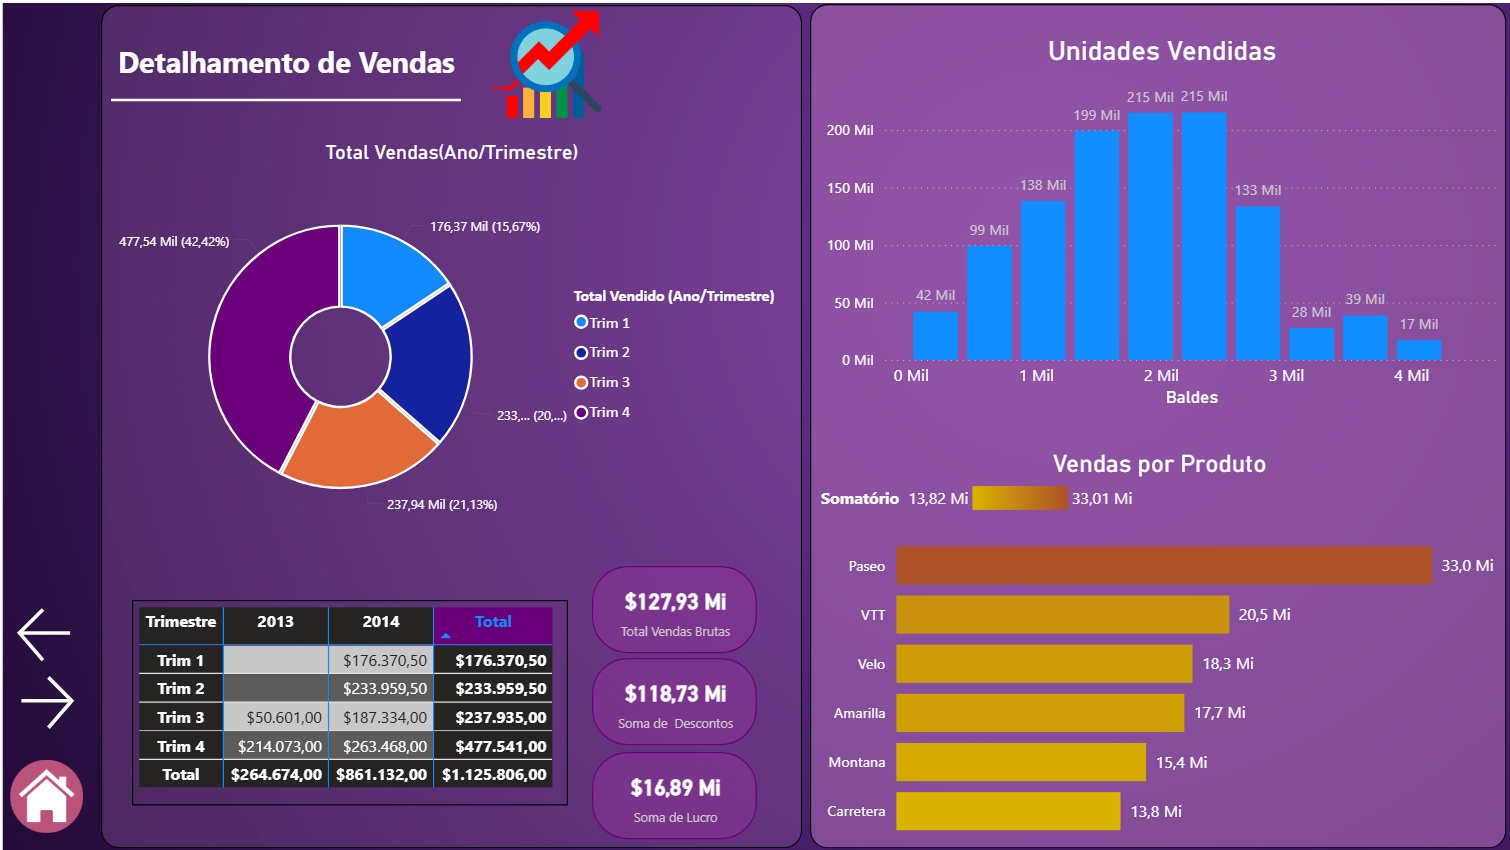 Detalhamento de Vendas
Total Vendas(Ano/Trimestre)
477,54 Mil (42,42%)
176,37 Mil (15,67%)
233,... (20,...)
237,94 Mil (21,13%)
Total Vendido (Ano/Trimestre)
Trim 1
Trim 2
Trim 3
Trim 4
Trimestre 2013 2014 Total
Trim 1 $176.370,50 $176.370,50
Trim 2 $233.959,50 $233.959,50
Trim 3 $50.601,00 $187.334,00 $237.935,00
Trim 4 $214.073,00 $263.468,00 $477.541,00
Total $264.674,00 $861.132,00 $1.125.806,00
$127,93 Mi
Total Vendas Brutas
$118,73 Mi
Soma de Descontos
$16,89 Mi
Soma de Lucro
Unidades Vendidas
200 Mil
150 Mil
100 Mil
50 Mil
0 Mil
42 Mil
99 Mil
138 Mil
199 Mil
215 Mil
215 Mil
133 Mil
28 Mil
39 Mil
17 Mil
0 Mil 1 Mil 2 Mil 3 Mil 4 Mil
Baldes
Vendas por Produto
Somatório 13,82 Mi 33,01 Mi
Paseo 33,0 Mi
VTT 20,5 Mi
Velo 18,3 Mi
Amarilla 17,7 Mi
Montana 15,4 Mi
Carretera 13,8 Mi